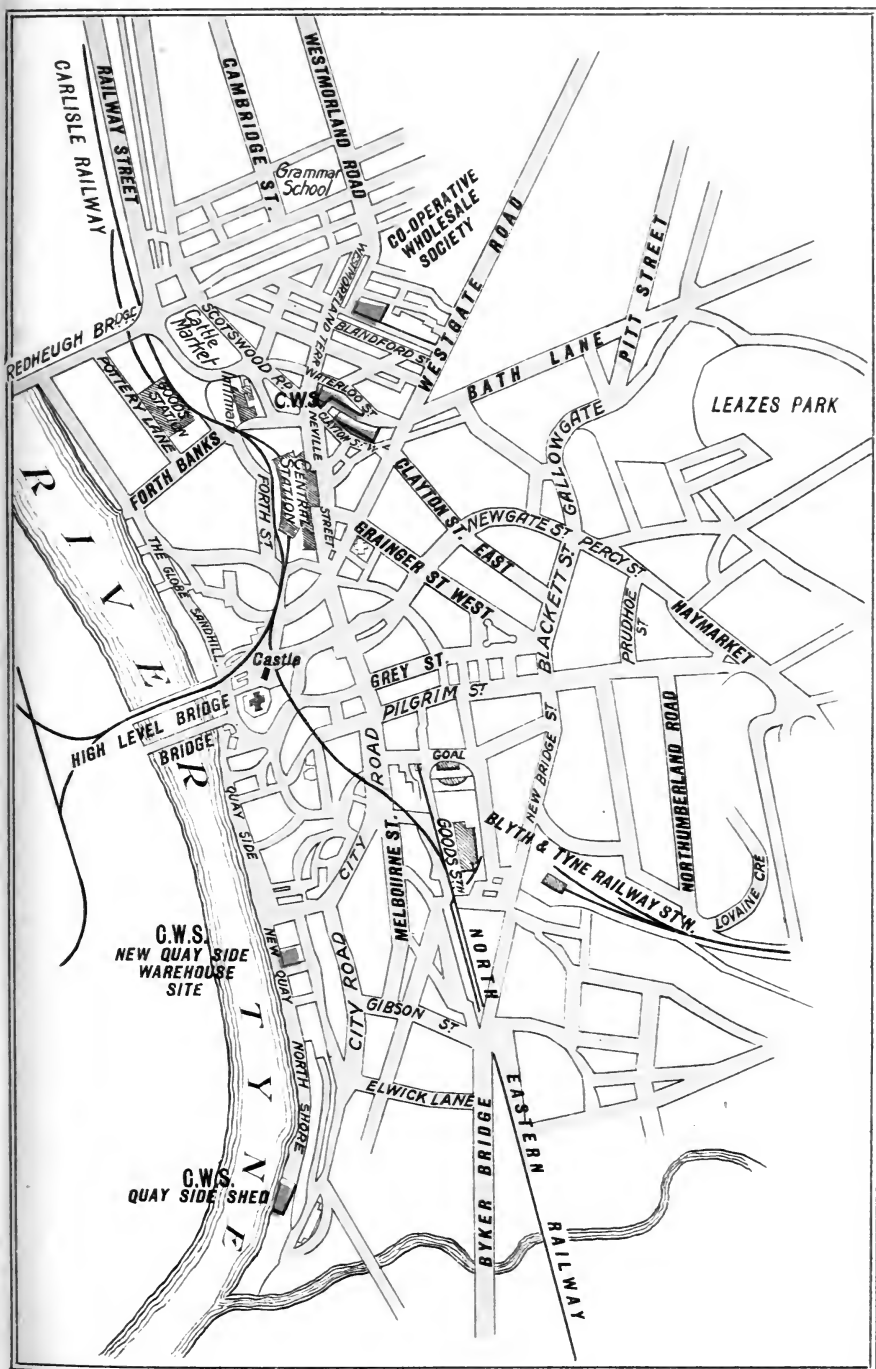 CARLISLE RAILWAY
RAILWAY STREET
CAMBRIDGE ST.
WESTMORLAND ROAD
Grammar
School
CO-OPERATIVE
WHOLESALE
SOCIETY
WESTGATE ROAD
PITT STREET
REDHEUGH BRIDGE
Cattle
Market
SCOTSWOOD RD
WESTMORELAND TERR
BLANDFORD ST
WATERLOO ST
BATH LANE
LEAZES PARK
POTTERY LANE
GOODS
STATION
C.W.S.
CLAYTON ST. W.
NEVILLE
STREET
GALLOWGATE
FORTH BANKS
FORTH ST
CENTRAL
STATION
CLAYTON ST. EAST
NEWGATE ST
PERCY ST.
GRAINGER ST WEST
BLACKETT ST
PRUDHOE
ST
HAYMARKET
THE GLOBE
SANDHILL
Castle
GREY ST
PILGRIM ST
HIGH LEVEL BRIDGE
BRIDGE
RIVER
TYNE
QUAY SIDE
CITY
ROAD
GOAL
GOODS STN
NEW BRIDGE ST
NORTHUMBERLAND ROAD
MELBOURNE ST.
BLYTH & TYNE RAILWAY ST'N.
LOVAINE CRE
C.W.S.
NEW QUAY SIDE
WAREHOUSE
SITE
NEW QUAY
CITY ROAD
GIBSON ST
NORTH
EASTERN
RAILWAY
NORTH SHORE
ELWICK LANE
BYKER BRIDGE
C.W.S.
QUAY SIDE SHED